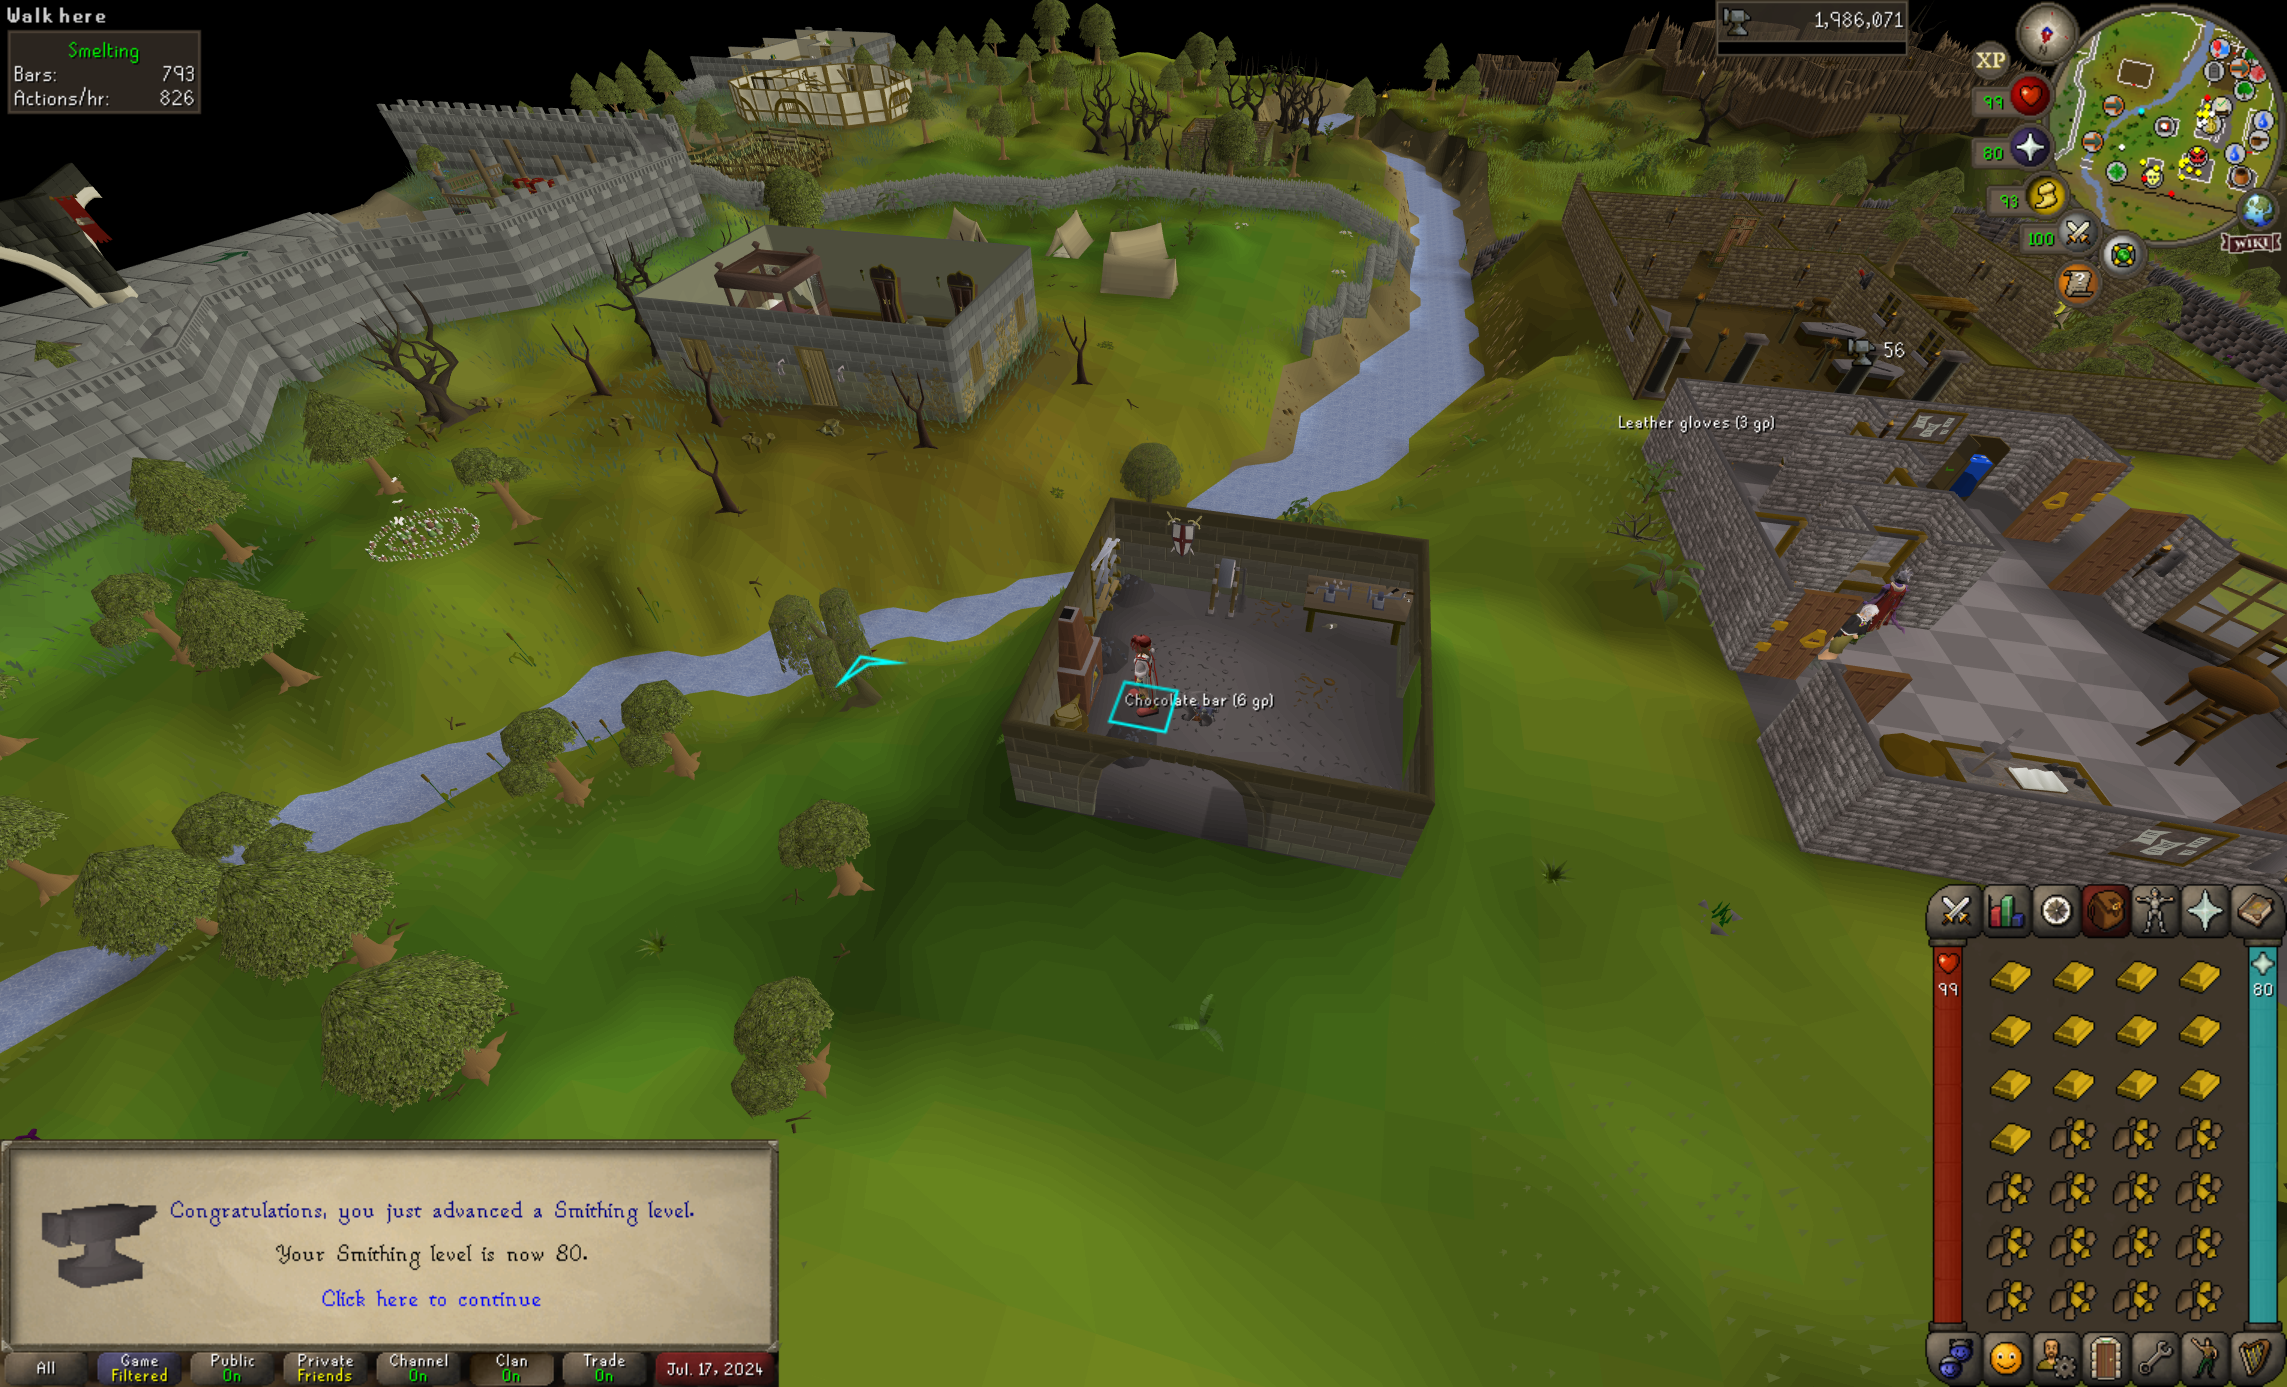 Walk here
Smelting
Bars: 793
Actions/hr: 826
1,986,071
XP
99
80
93
100
WIKI
N
56
Leather gloves (3 gp)
Chocolate bar (6 gp)
99
80
Congratulations, you just advanced a Smithing level.
Your Smithing level is now 80.
Click here to continue
All
Game
Filtered
Public
On
Private
Friends
Channel
On
Clan
On
Trade
On
Jul. 17, 2024